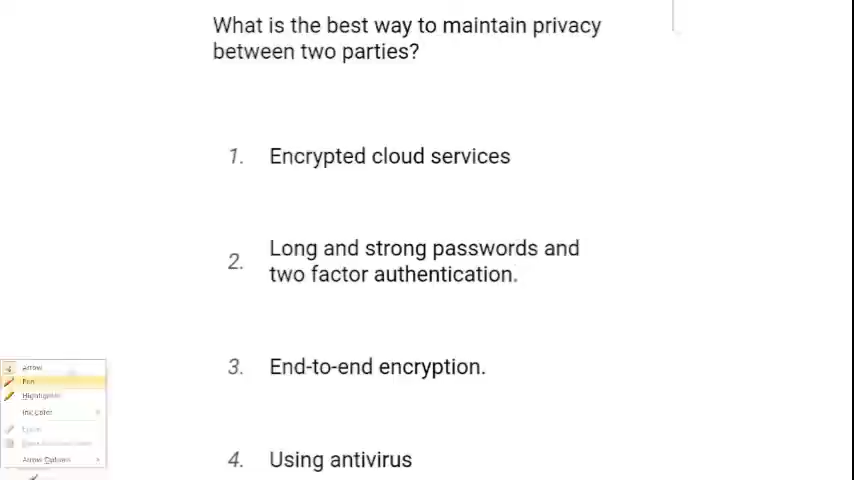 What is the best way to maintain privacy
between two parties?
1. Encrypted cloud services
2. Long and strong passwords and
two factor authentication.
3. End-to-end encryption.
4. Using antivirus
Arrow
Pen
Highlighter
Ink Color
Arrow Options